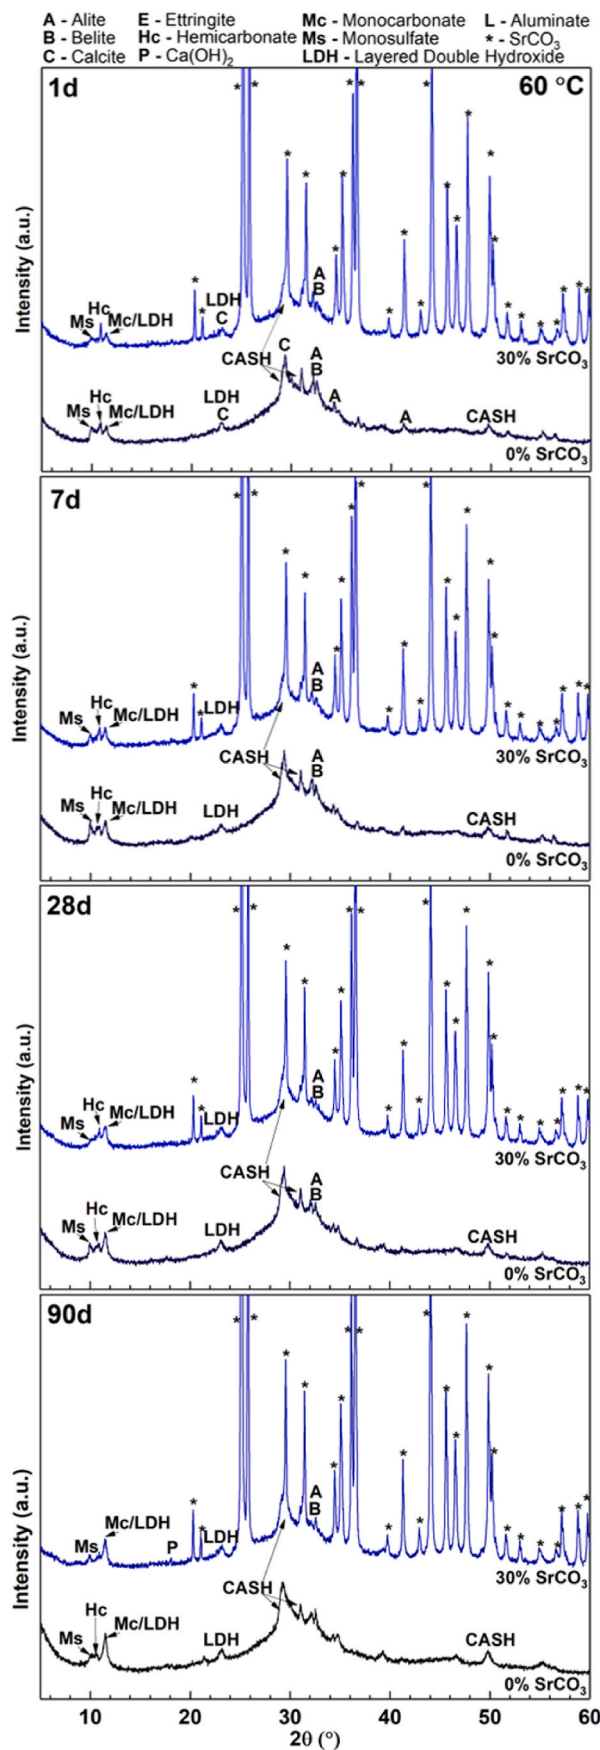 A - Alite E - Ettringite Mc - Monocarbonate L - Aluminate
B - Belite Hc - Hemicarbonate Ms - Monosulfate * - SrCO3
C - Calcite P - Ca(OH)2 LDH - Layered Double Hydroxide
1d 60 °C
* * * * * * * * * * * * * * * * * * * * * *
A
B
LDH
C
Hc
Ms Mc/LDH
30% SrCO3
CASH C A
B
LDH
C
A A CASH
Hc
Ms Mc/LDH
0% SrCO3
Intensity (a.u.)
7d
* * * * * * * * * * * * * * * * * * * * * *
A
B
Hc
Ms Mc/LDH LDH
30% SrCO3
CASH A
B
Hc
Ms Mc/LDH LDH CASH
0% SrCO3
Intensity (a.u.)
28d
* * * * * * * * * * * * * * * * * * * * * *
A
B
Hc
Ms Mc/LDH LDH
30% SrCO3
CASH A
B
Hc
Ms Mc/LDH LDH CASH
0% SrCO3
Intensity (a.u.)
90d
* * * * * * * * * * * * * * * * * * * * * *
A
B
Mc/LDH
Ms P LDH
30% SrCO3
CASH
Hc
Ms Mc/LDH LDH CASH
0% SrCO3
Intensity (a.u.)
10 20 30 40 50 60
2θ (°)